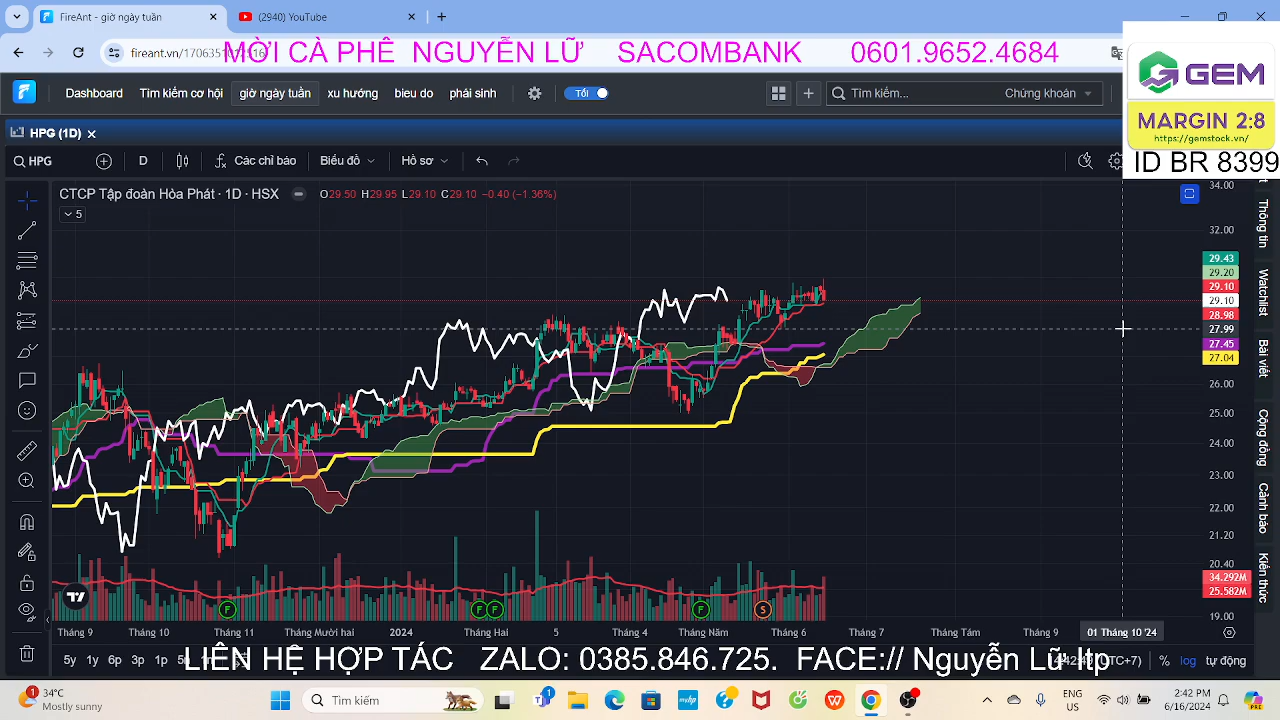 FireAnt - Võ Nguyễn Lữ
(2940) YouTube
fireant.vn/
MỜI CÀ PHÊ NGUYỄN LỮ SACOMBANK 0601.9652.4684
GEM
MARGIN 2:8
https://gemstock.vn/
ID BR 8399
Dashboard Tìm kiếm cơ hội giờ ngày tuần xu hướng bieu do phái sinh Tối Tìm kiếm... Chứng khoán
HPG (1D)
HPG D Các chỉ báo Biểu đồ Hồ sơ
CTCP Tập đoàn Hòa Phát · 1D · HSX O29.50 H29.95 L29.10 C29.10 −0.40 (−1.36%)
5
34.00
32.00
29.43
29.20
29.10
29.10
28.98
27.99
27.45
27.04
26.00
25.00
24.00
23.00
22.00
21.20
20.40
34.292M
25.582M
19.00
Thông tin
Watchlist
Bài viết
Cộng đồng
Cảnh báo
Kiến thức
F F F F S
Tháng 9 Tháng 10 Tháng 11 Tháng Mười hai 2024 Tháng Hai 5 Tháng 4 Tháng Năm Tháng 6 Tháng 7 Tháng Tám Tháng 9 01 Tháng 10 '24
5y 1y 6p 3p 1p (UTC+7) % log tự động
LIÊN HỆ HỢP TÁC ZALO: 0385.846.725. FACE:// Nguyễn Lữ ltp
1
34°C
Mostly sunny
Tìm kiếm
1
ENG
US
2:42 PM
6/16/2024
PRE